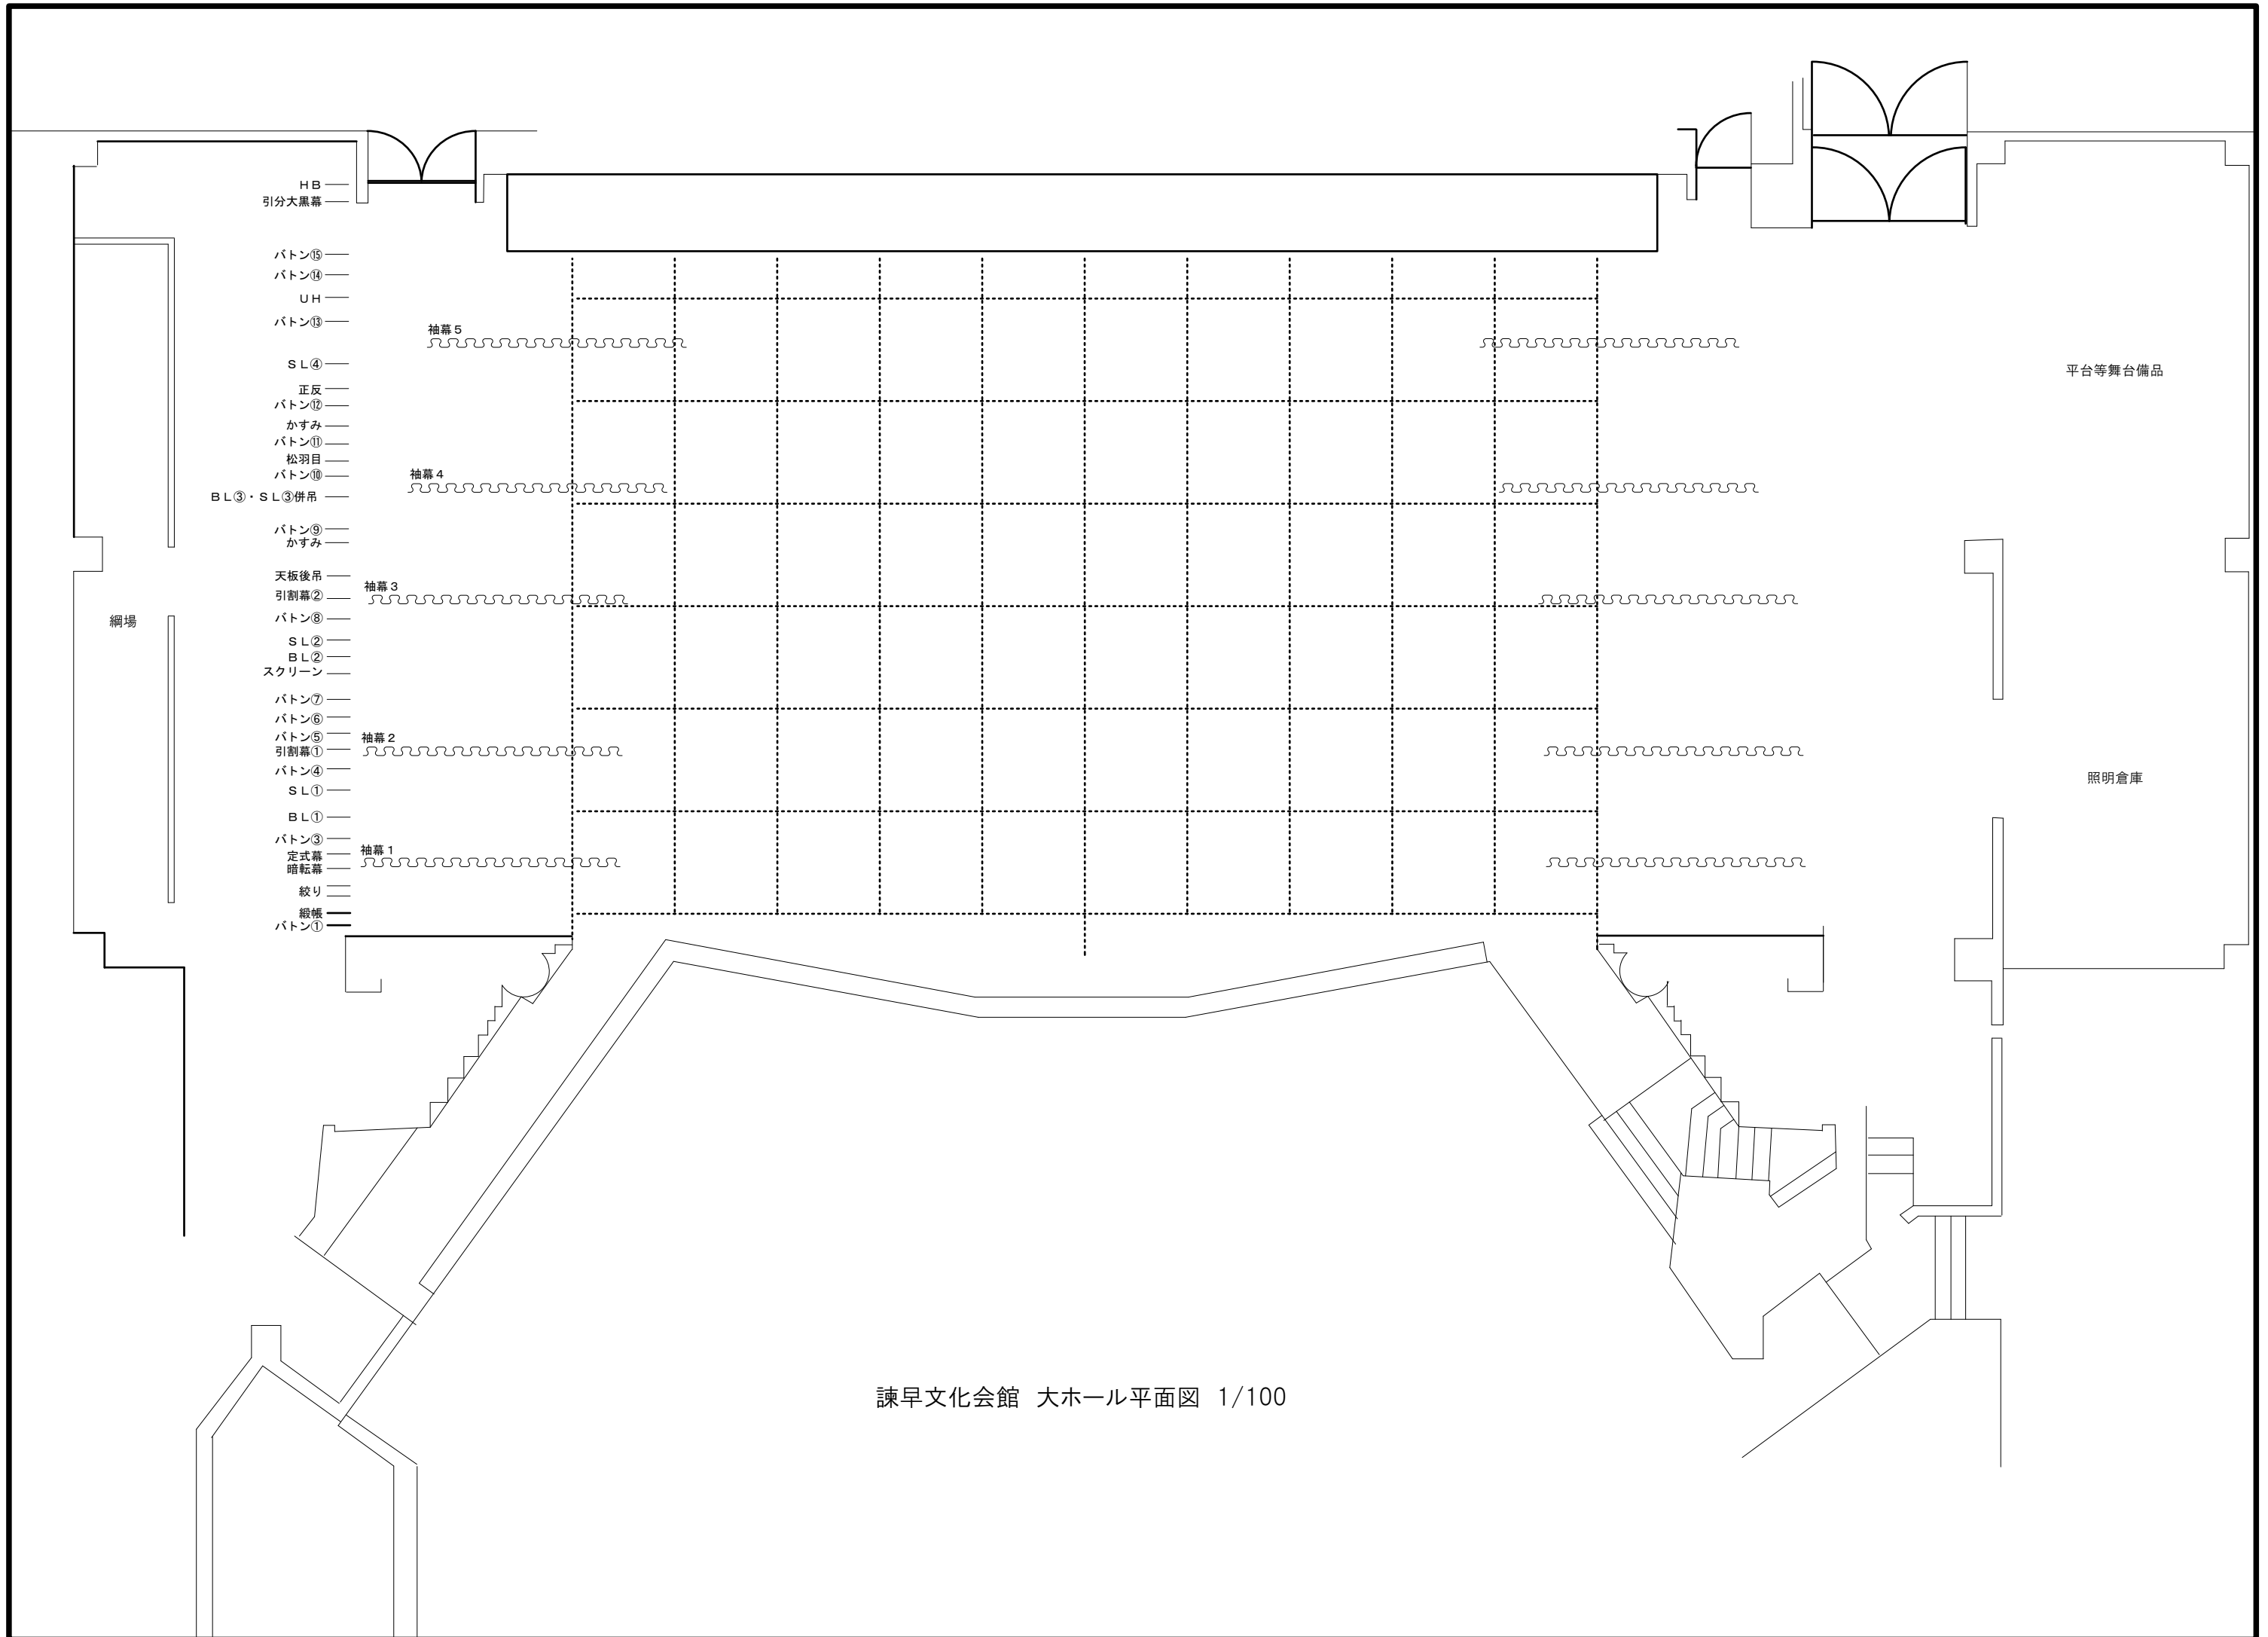 ＨＢ
引分大黒幕
バトン⑮
バトン⑭
ＵＨ
バトン⑬
袖幕５
ＳＬ④
正反
バトン⑫
かすみ
バトン⑪
松羽目
バトン⑩
袖幕４
ＢＬ③・ＳＬ③併吊
バトン⑨
かすみ
天板後吊
引割幕②
袖幕３
バトン⑧
ＳＬ②
ＢＬ②
スクリーン
バトン⑦
バトン⑥
バトン⑤
袖幕２
引割幕①
バトン④
ＳＬ①
ＢＬ①
バトン③
定式幕
袖幕１
暗転幕
絞り
緞帳
バトン①
綱場
平台等舞台備品
照明倉庫
諫早文化会館 大ホール平面図 1/100